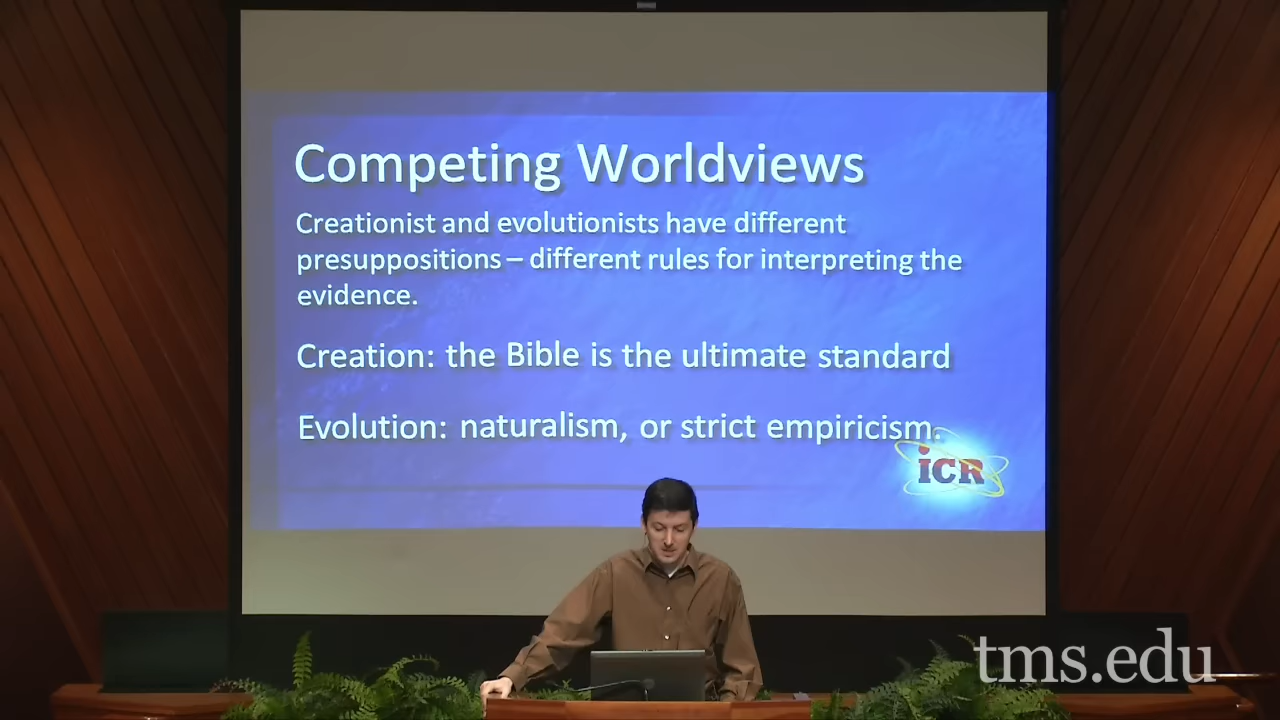 Competing Worldviews
Creationist and evolutionists have different
presuppositions – different rules for interpreting the
evidence.
Creation: the Bible is the ultimate standard
Evolution: naturalism, or strict empiricism.
iCR
tms.edu